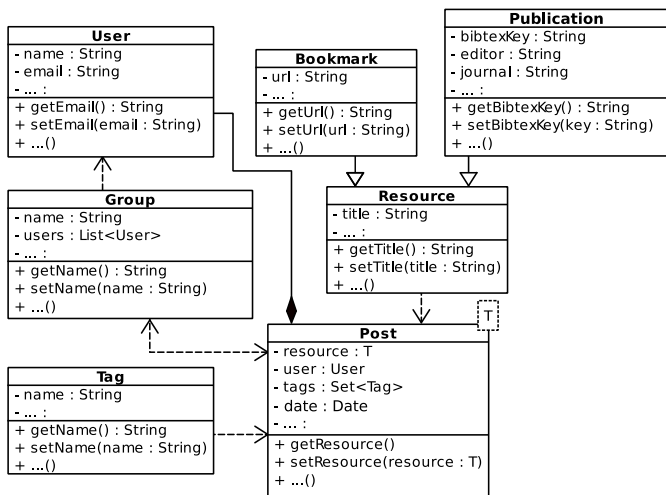 User
- name : String
- email : String
- ... :
+ getEmail() : String
+ setEmail(email : String)
+ ...()
Bookmark
- url : String
- ... :
+ getUrl() : String
+ setUrl(url : String)
+ ...()
Publication
- bibtexKey : String
- editor : String
- journal : String
- ... :
+ getBibtexKey() : String
+ setBibtexKey(key : String)
+ ...()
Group
- name : String
- users : List<User>
- ... :
+ getName() : String
+ setName(name : String)
+ ...()
Resource
- title : String
- ... :
+ getTitle() : String
+ setTitle(title : String)
+ ...()
T
Post
- resource : T
- user : User
- tags : Set<Tag>
- date : Date
- ... :
+ getResource()
+ setResource(resource : T)
+ ...()
Tag
- name : String
- ... :
+ getName() : String
+ setName(name : String)
+ ...()